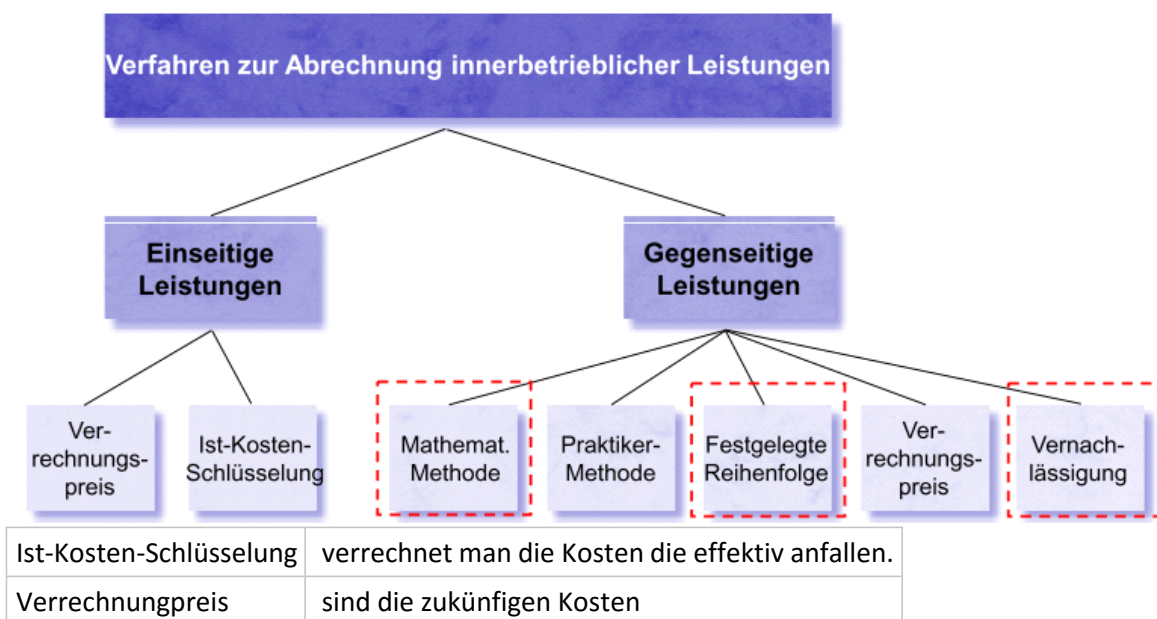 Verfahren zur Abrechnung innerbetrieblicher Leistungen
Einseitige
Leistungen
Gegenseitige
Leistungen
Ver-
rechnungs-
preis
Ist-Kosten-
Schlüsselung
Mathemat.
Methode
Praktiker-
Methode
Festgelegte
Reihenfolge
Ver-
rechnungs-
preis
Vernach-
lässigung
Ist-Kosten-Schlüsselung verrechnet man die Kosten die effektiv anfallen.
Verrechnungpreis sind die zukünfigen Kosten